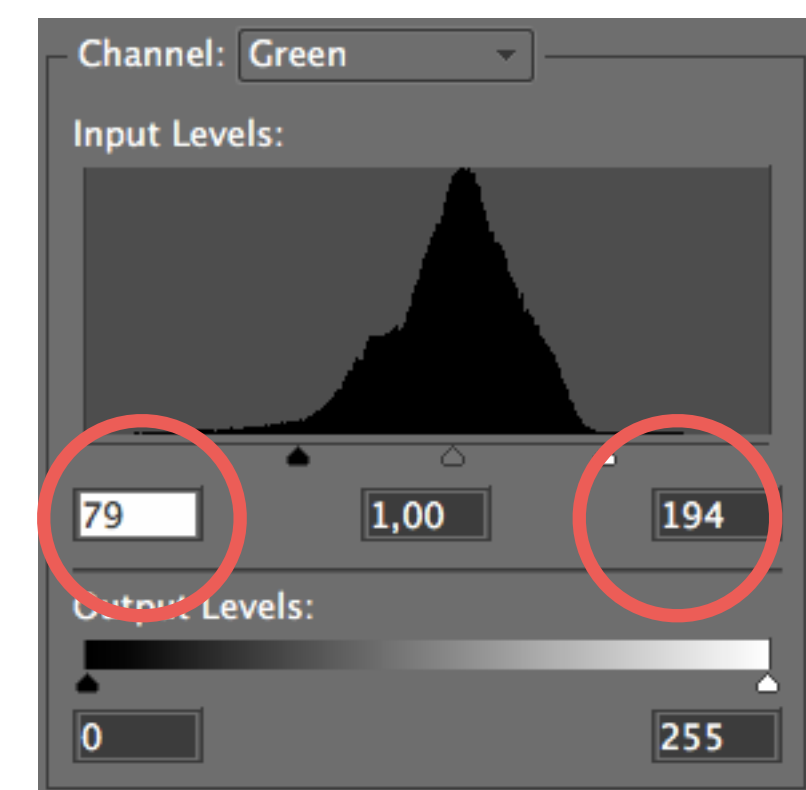 Channel: Green
Input Levels:
79 1,00 194
Output Levels:
0 255